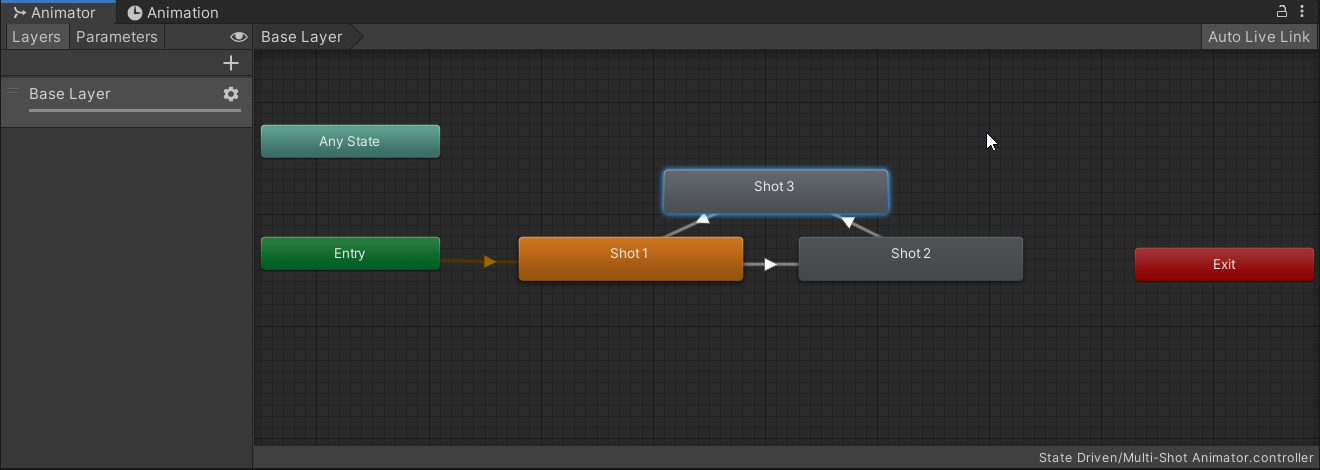 Animator Animation
Layers Parameters Base Layer Auto Live Link
Base Layer
Any State
Shot 3
Entry Shot 1 Shot 2 Exit
State Driven/Multi-Shot Animator.controller